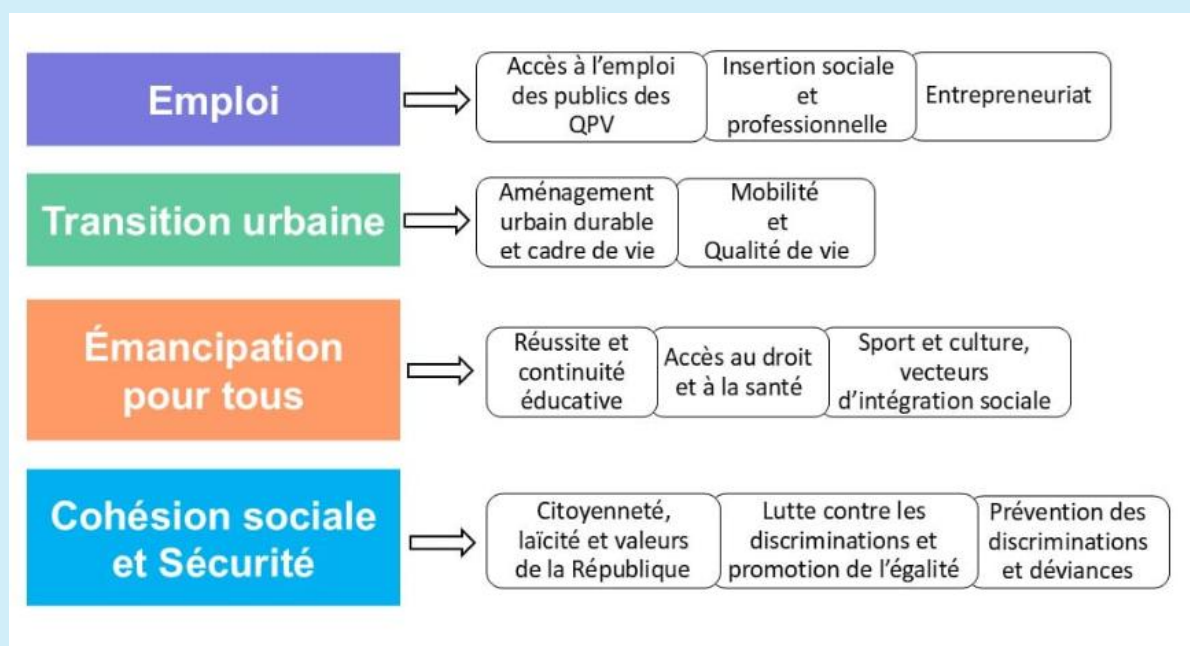 Emploi
Accès à l’emploi
des publics des
QPV
Insertion sociale
et
professionnelle
Entrepreneuriat
Transition urbaine
Aménagement
urbain durable
et cadre de vie
Mobilité
et
Qualité de vie
Émancipation
pour tous
Réussite et
continuité
éducative
Accès au droit
et à la santé
Sport et culture,
vecteurs
d’intégration sociale
Cohésion sociale
et Sécurité
Citoyenneté,
laïcité et valeurs
de la République
Lutte contre les
discriminations et
promotion de l’égalité
Prévention des
discriminations
et déviances